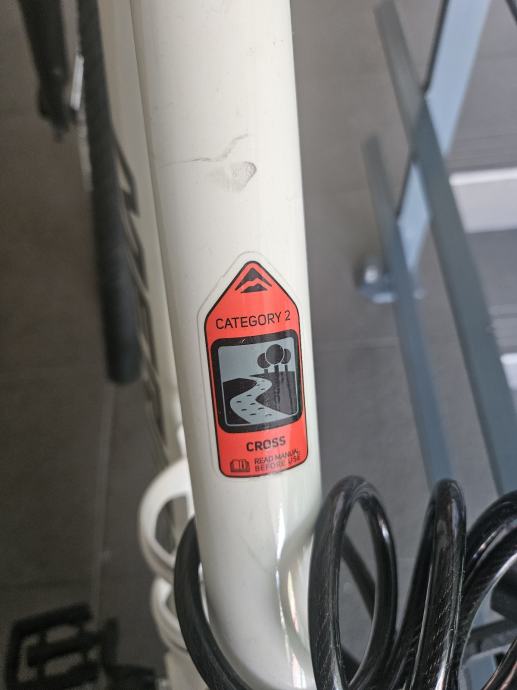 CATEGORY 2
CROSS
READ MANUAL
BEFORE USE